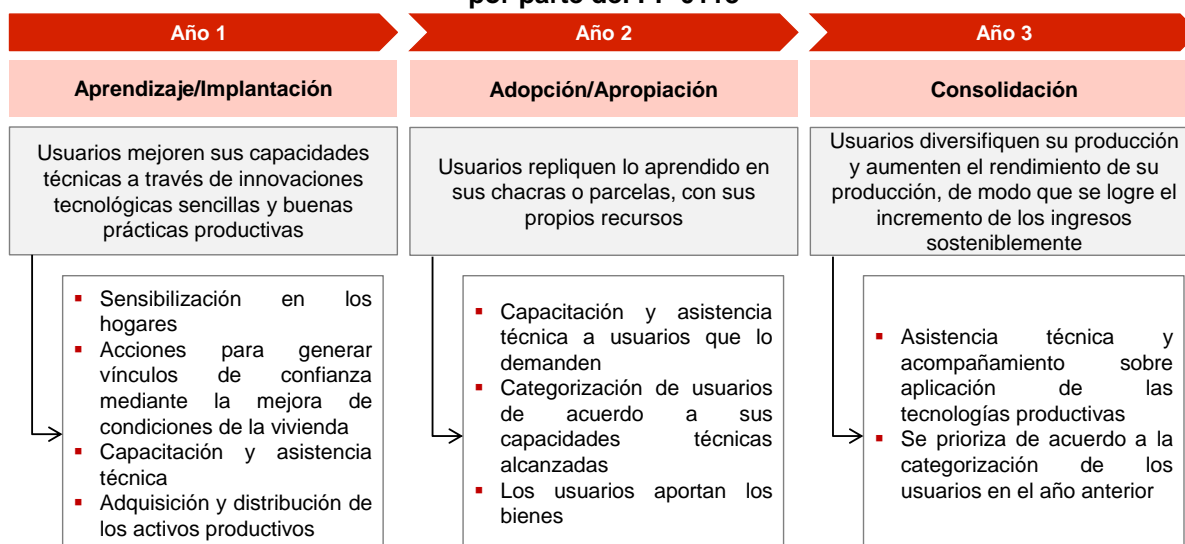 Año 1
Año 2
Año 3
Aprendizaje/Implantación
Adopción/Apropiación
Consolidación
Usuarios mejoren sus capacidades
técnicas a través de innovaciones
tecnológicas sencillas y buenas
prácticas productivas
Usuarios repliquen lo aprendido en
sus chacras o parcelas, con sus
propios recursos
Usuarios diversifiquen su producción
y aumenten el rendimiento de su
producción, de modo que se logre el
incremento de los ingresos
sosteniblemente
▪ Sensibilización en los
hogares
▪ Acciones para generar
vínculos de confianza
mediante la mejora de
condiciones de la vivienda
▪ Capacitación y asistencia
técnica
▪ Adquisición y distribución de
los activos productivos
▪ Capacitación y asistencia
técnica a usuarios que lo
demanden
▪ Categorización de usuarios
de acuerdo a sus
capacidades técnicas
alcanzadas
▪ Los usuarios aportan los
bienes
▪ Asistencia técnica y
acompañamiento sobre
aplicación de las
tecnologías productivas
▪ Se prioriza de acuerdo a la
categorización de los
usuarios en el año anterior